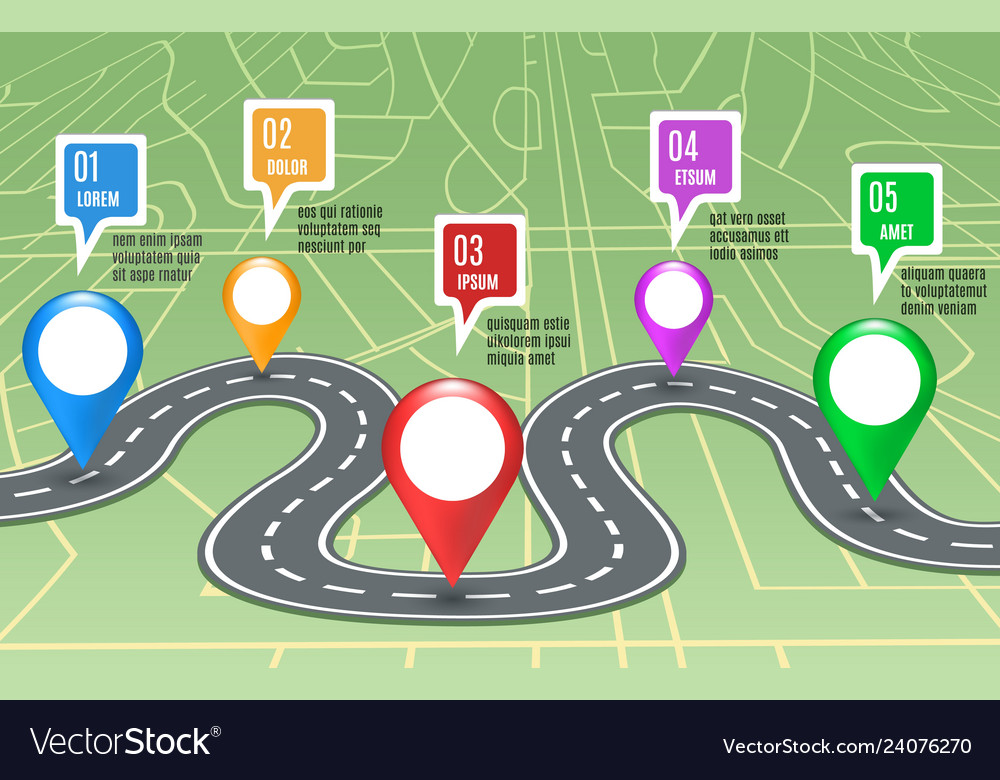 01
LOREM
nem enim ipsam
voluptatem quia
sit aspe rnatur
02
DOLOR
eos qui rationie
voluptatem seq
nesciunt por
03
IPSUM
quisquam estie
uikolorem ipsui
miquia amet
04
ETSUM
qat vero osset
accusamus ett
iodio asimos
05
AMET
aliquam quaera
to voluptatemut
denim veniam
VectorStock®
VectorStock.com/24076270